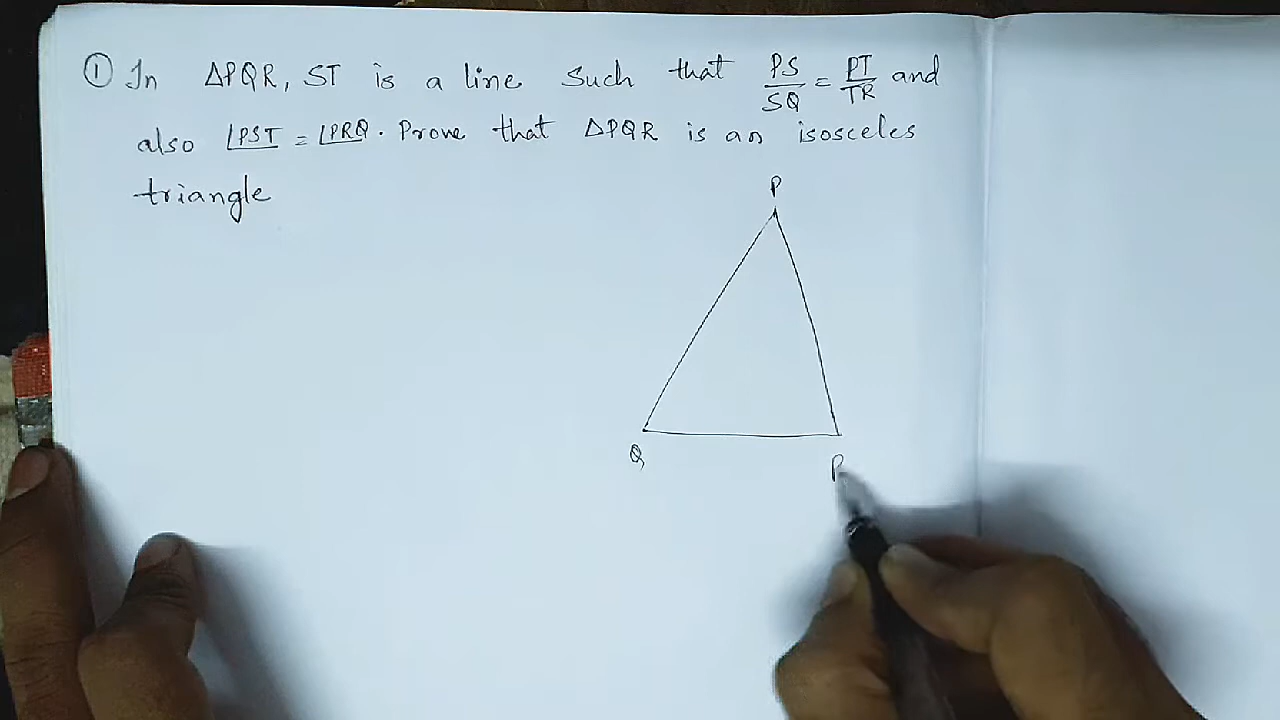 ① In ΔPQR, ST is a line such that PS/SQ = PT/TR and
also ∠PST = ∠PRQ. Prove that ΔPQR is an isosceles
triangle
P
Q
R